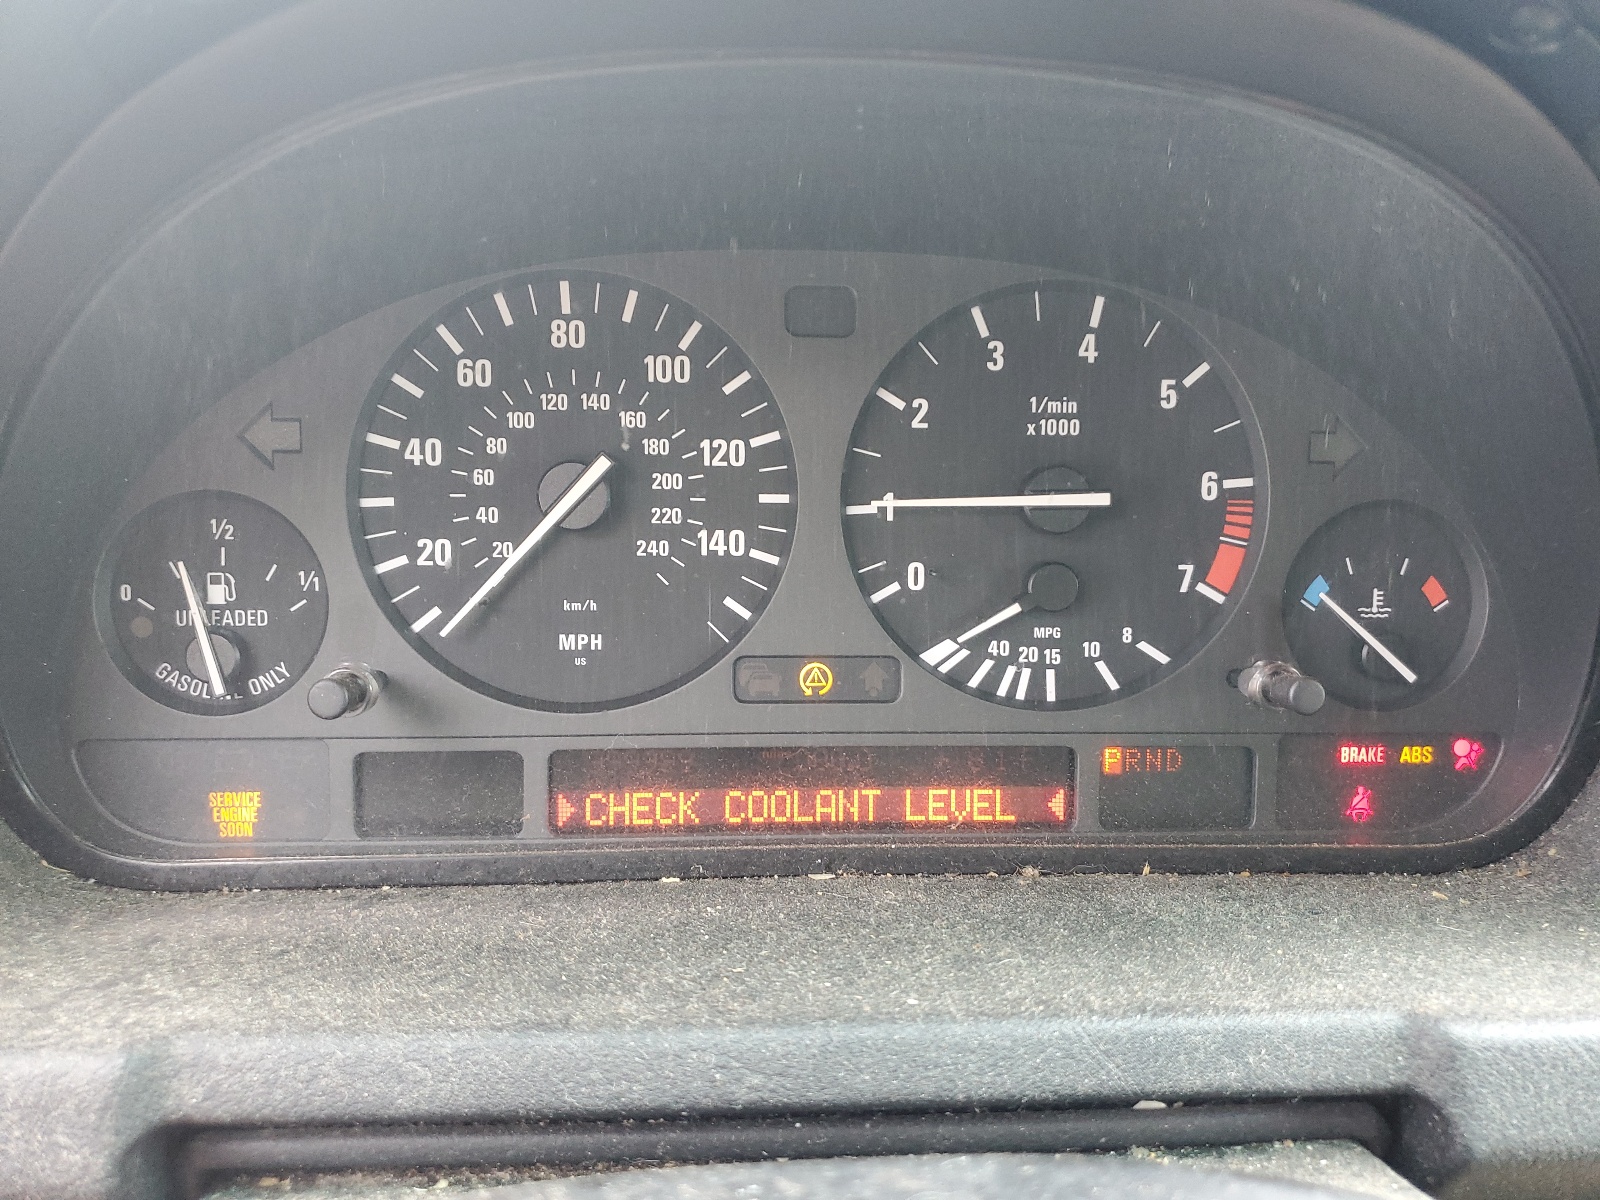 80
60
100
120
140
100
160
40
80
180
120
60
200
40
220
20
20
240
140
km/h
MPH
US
3
4
2
5
1/min
x1000
1
6
0
7
MPG
40 20 15 10 8
1/2
0
1/1
UNLEADED
GASOLINE ONLY
PRND
BRAKE ABS
SERVICE
ENGINE
SOON
CHECK COOLANT LEVEL